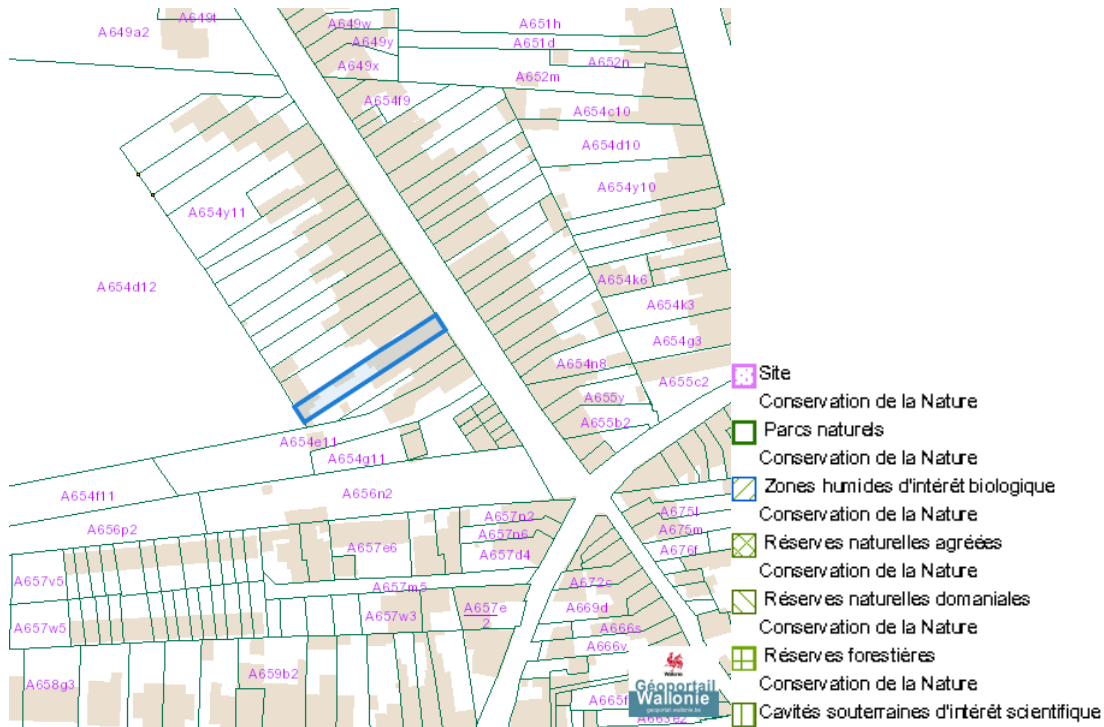 A649t
A649a2
A649w
A649y
A649x
A651h
A651d
A652n
A652m
A654f9
A654c10
A654d10
A654y10
A654y11
A654d12
A654k6
A654k3
A654g3
A654n8
A655c2
A655y
A655b2
A654e11
A654g11
A654f11
A656n2
A656p2
A657n2
A657n6
A657d4
A657e6
A675l
A675m
A676f
A657v5
A657m5
A672c
A657w3
A657e
2
A669d
A657w5
A666s
A666v
A659b2
A658g3
A665f
A663e2
Wallonie
Géoportail
Wallonie
geoportail.wallonie.be
Site
Conservation de la Nature
Parcs naturels
Conservation de la Nature
Zones humides d'intérêt biologique
Conservation de la Nature
Réserves naturelles agréées
Conservation de la Nature
Réserves naturelles domaniales
Conservation de la Nature
Réserves forestières
Conservation de la Nature
Cavités souterraines d'intérêt scientifique